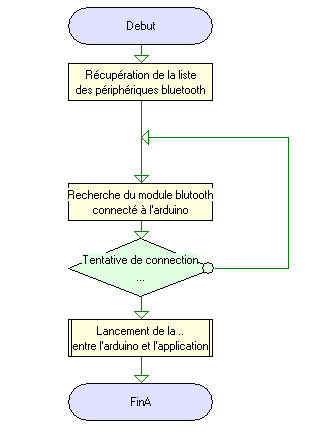 Debut
Récupération de la liste
des périphériques bluetooth
Recherche du module blutooth
connecté à l'arduino
Tentative de connection
...
Lancement de la ..
entre l'arduino et l'application
FinA